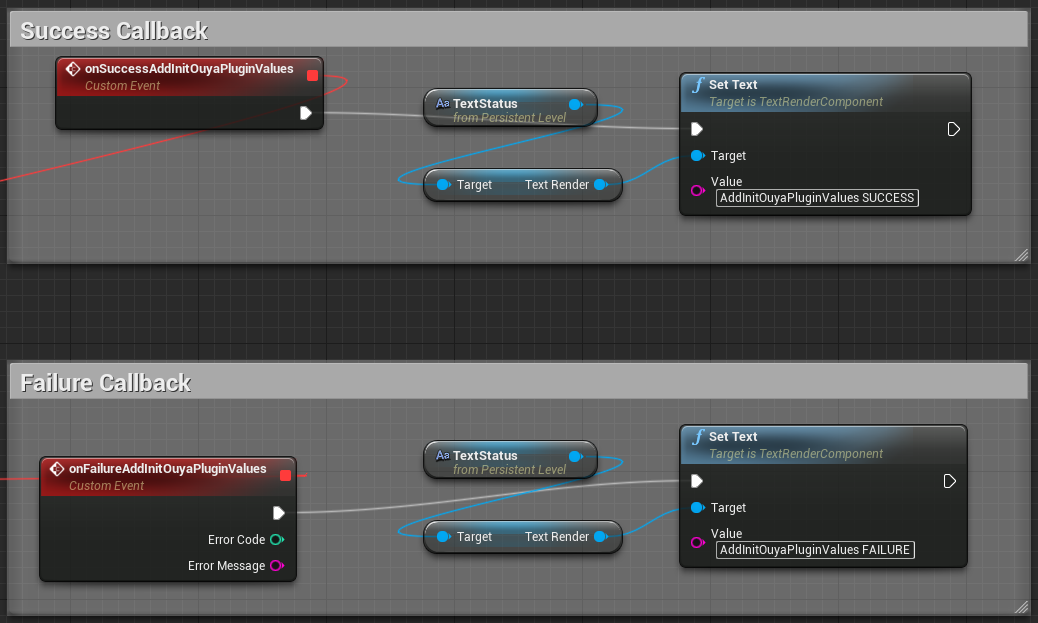 Success Callback
onSuccessAddInitOuyaPluginValues
Custom Event
TextStatus
from Persistent Level
Target Text Render
Set Text
Target is TextRenderComponent
Target
Value
AddInitOuyaPluginValues SUCCESS
Failure Callback
onFailureAddInitOuyaPluginValues
Custom Event
Error Code
Error Message
TextStatus
from Persistent Level
Target Text Render
Set Text
Target is TextRenderComponent
Target
Value
AddInitOuyaPluginValues FAILURE